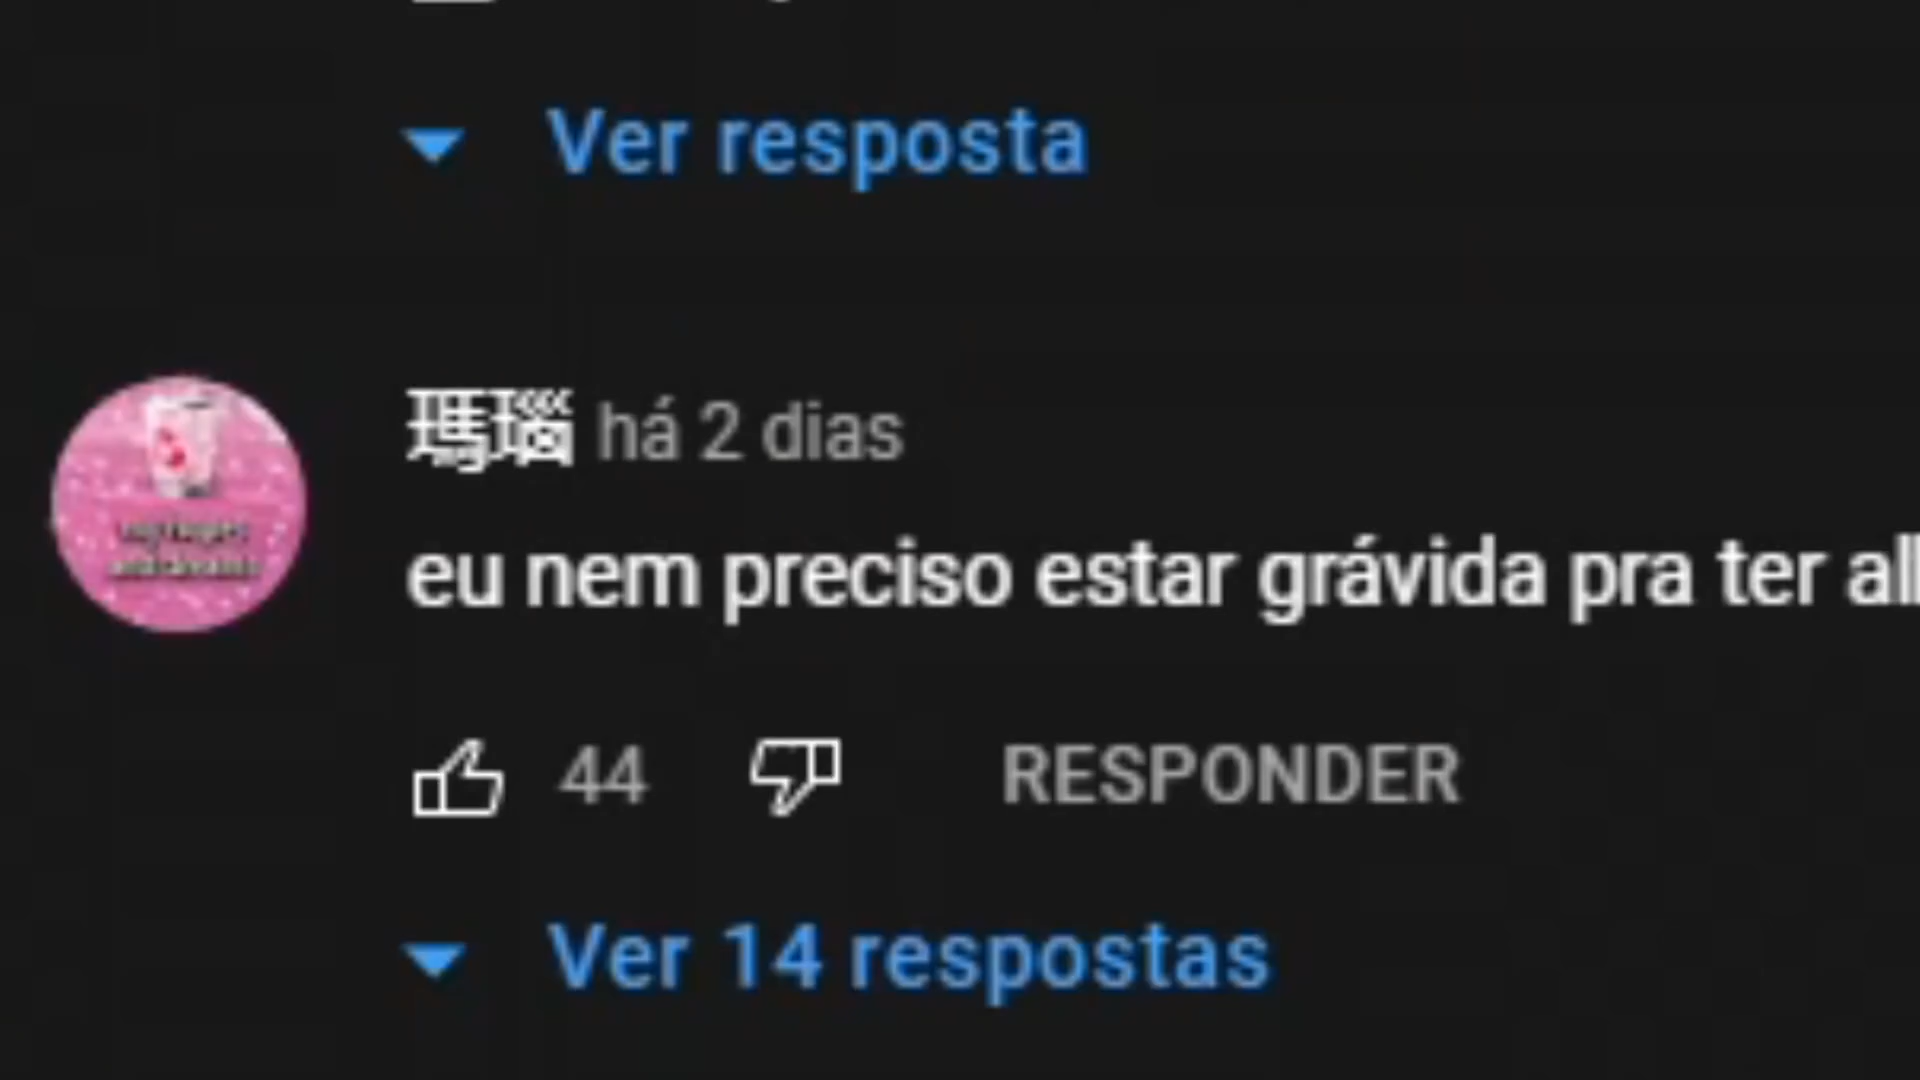 Ver resposta
瑪瑙 há 2 dias
eu nem preciso estar grávida pra ter
44 RESPONDER
Ver 14 respostas